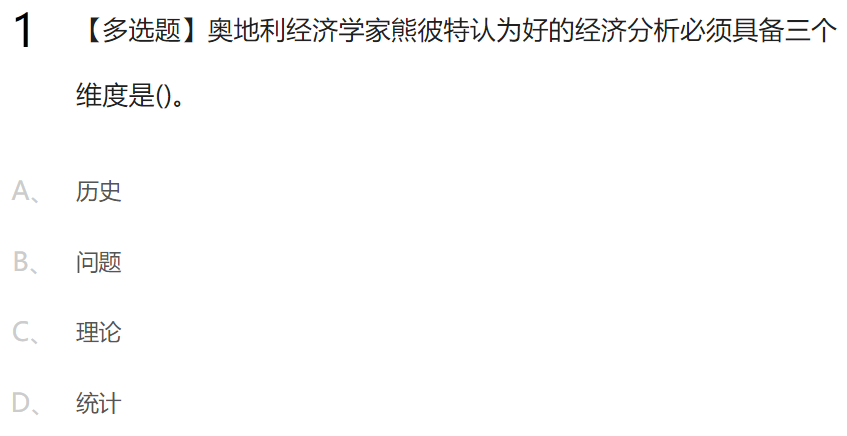 1 【多选题】奥地利经济学家熊彼特认为好的经济分析必须具备三个
维度是()。
A、 历史
B、 问题
C、 理论
D、 统计